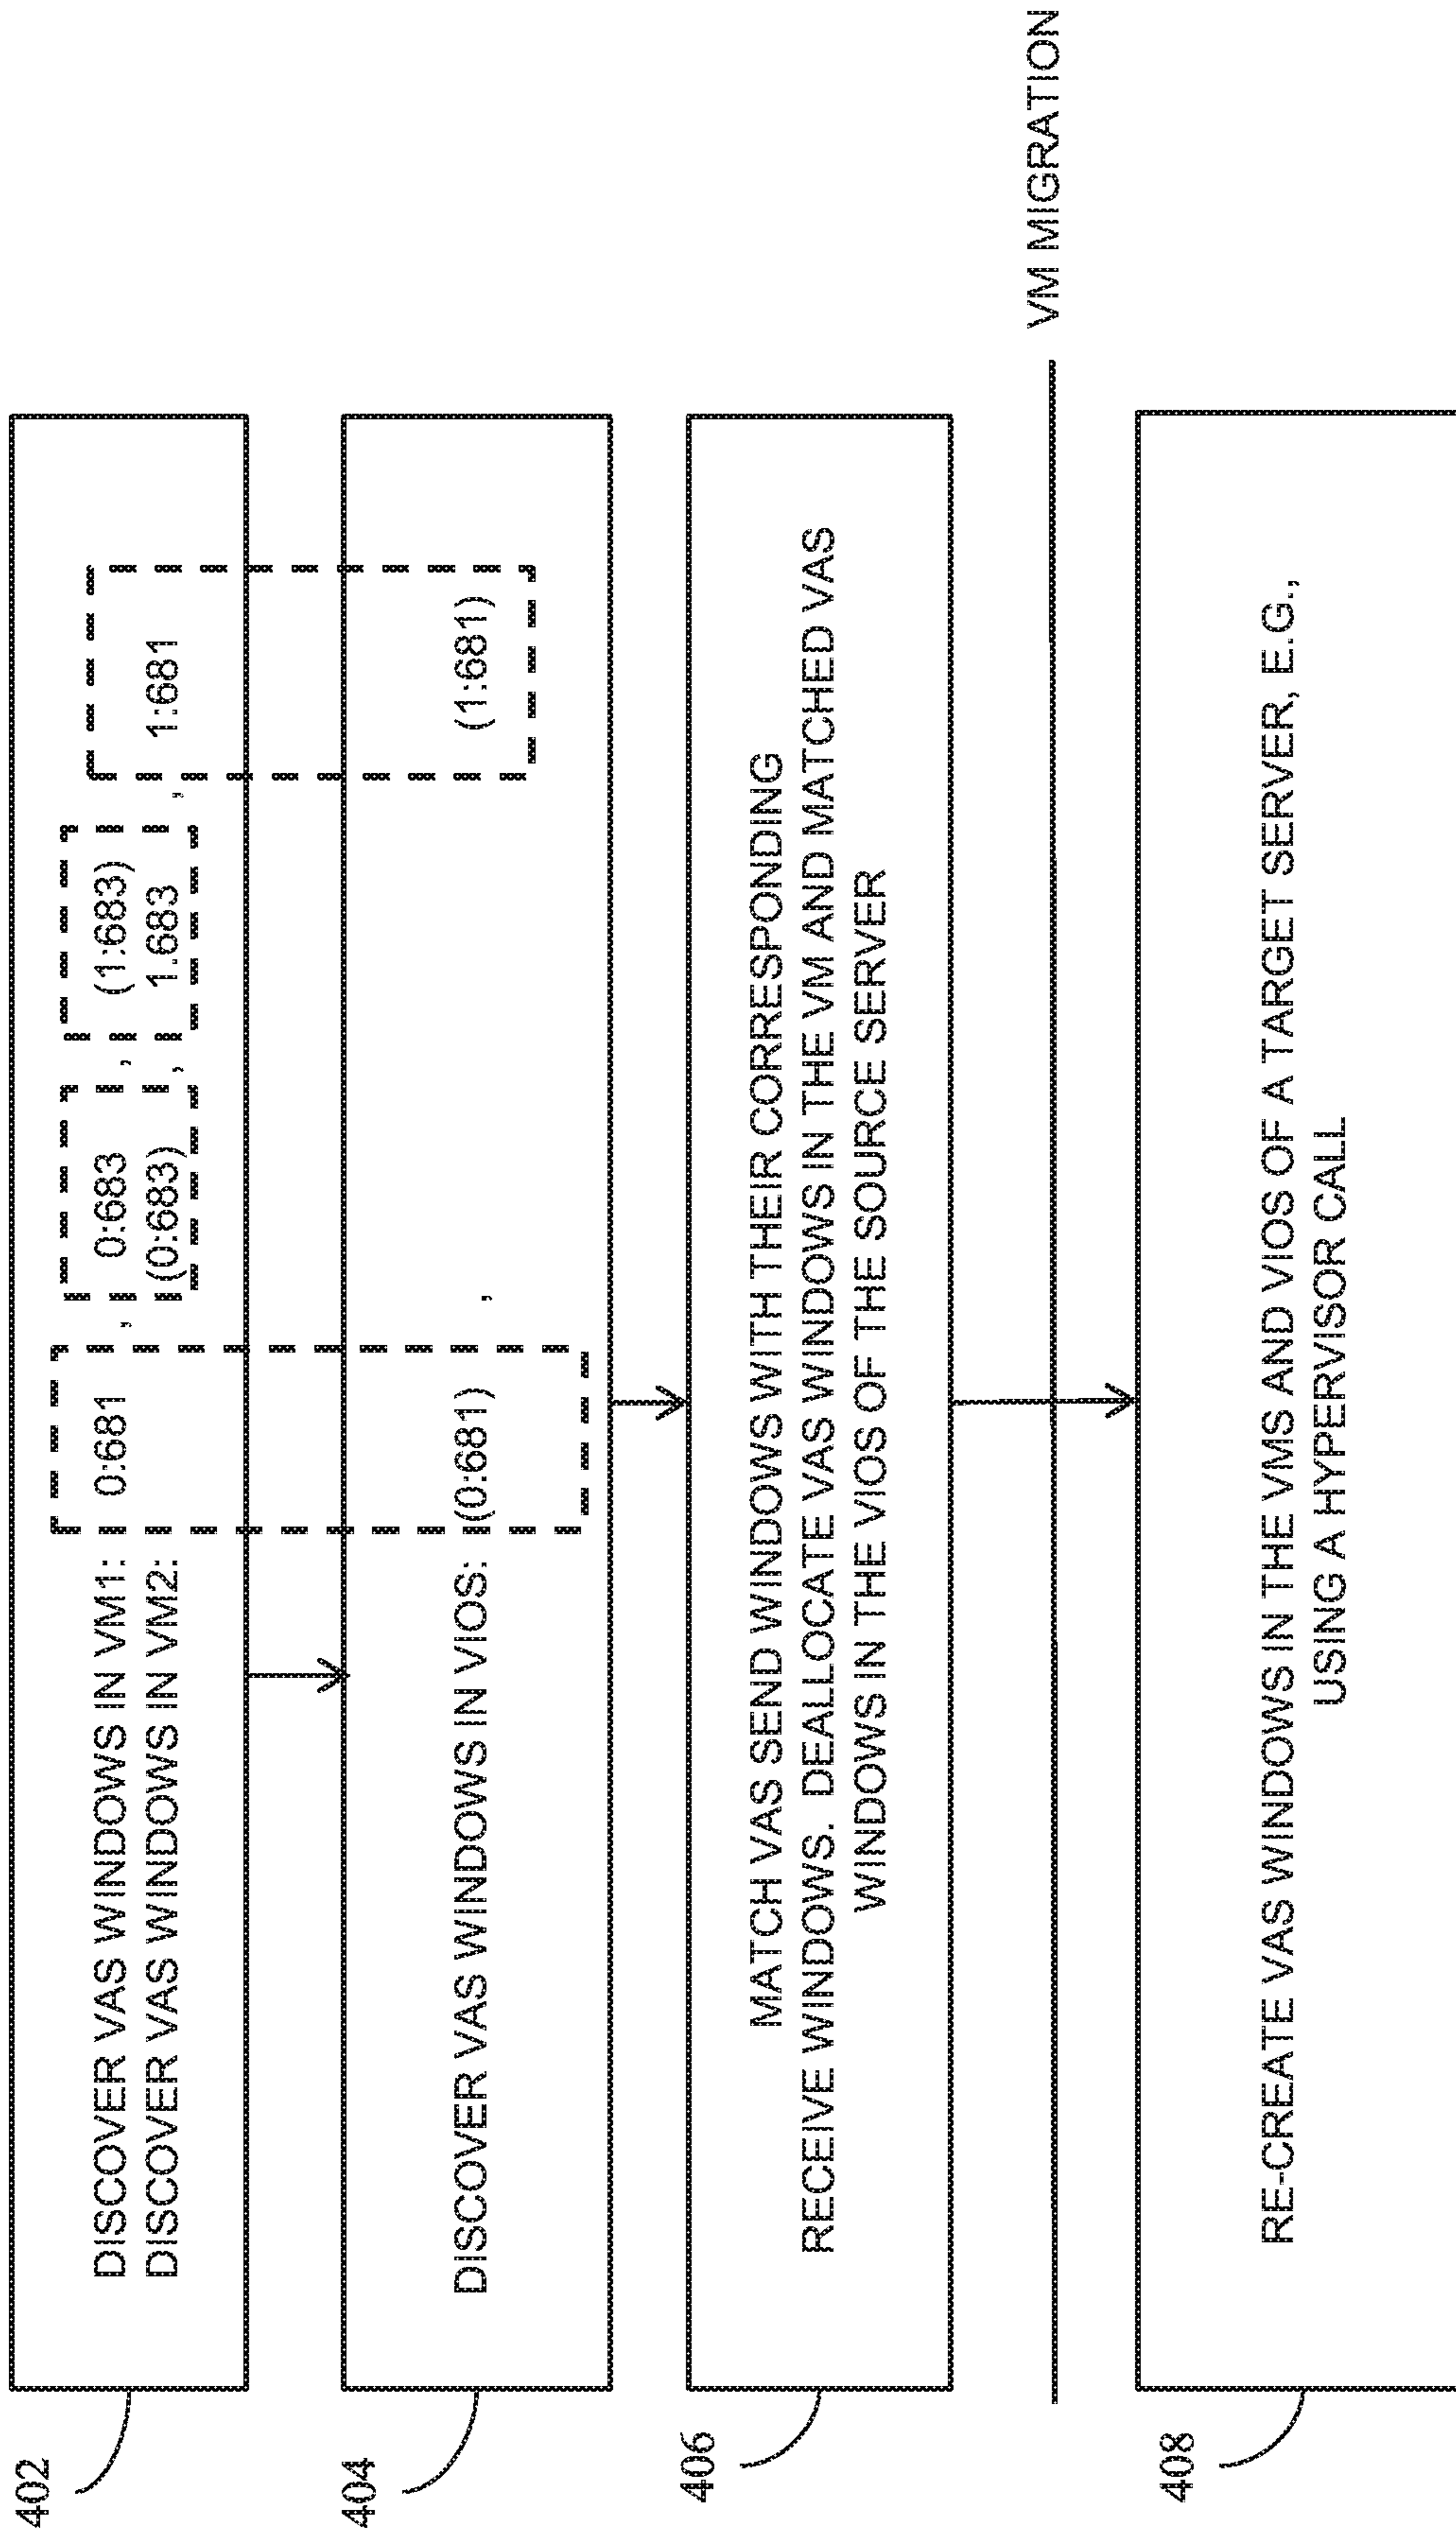 402
DISCOVER VAS WINDOWS IN VM1: 0:681 , 0:683 , (1:683)
DISCOVER VAS WINDOWS IN VM2: (0:683) , 1.683 , 1:681
404
DISCOVER VAS WINDOWS IN VIOS: (0:681) , (1:681)
406
MATCH VAS SEND WINDOWS WITH THEIR CORRESPONDING
RECEIVE WINDOWS. DEALLOCATE VAS WINDOWS IN THE VM AND MATCHED VAS
WINDOWS IN THE VIOS OF THE SOURCE SERVER
VM MIGRATION
408
RE-CREATE VAS WINDOWS IN THE VMS AND VIOS OF A TARGET SERVER, E.G.,
USING A HYPERVISOR CALL